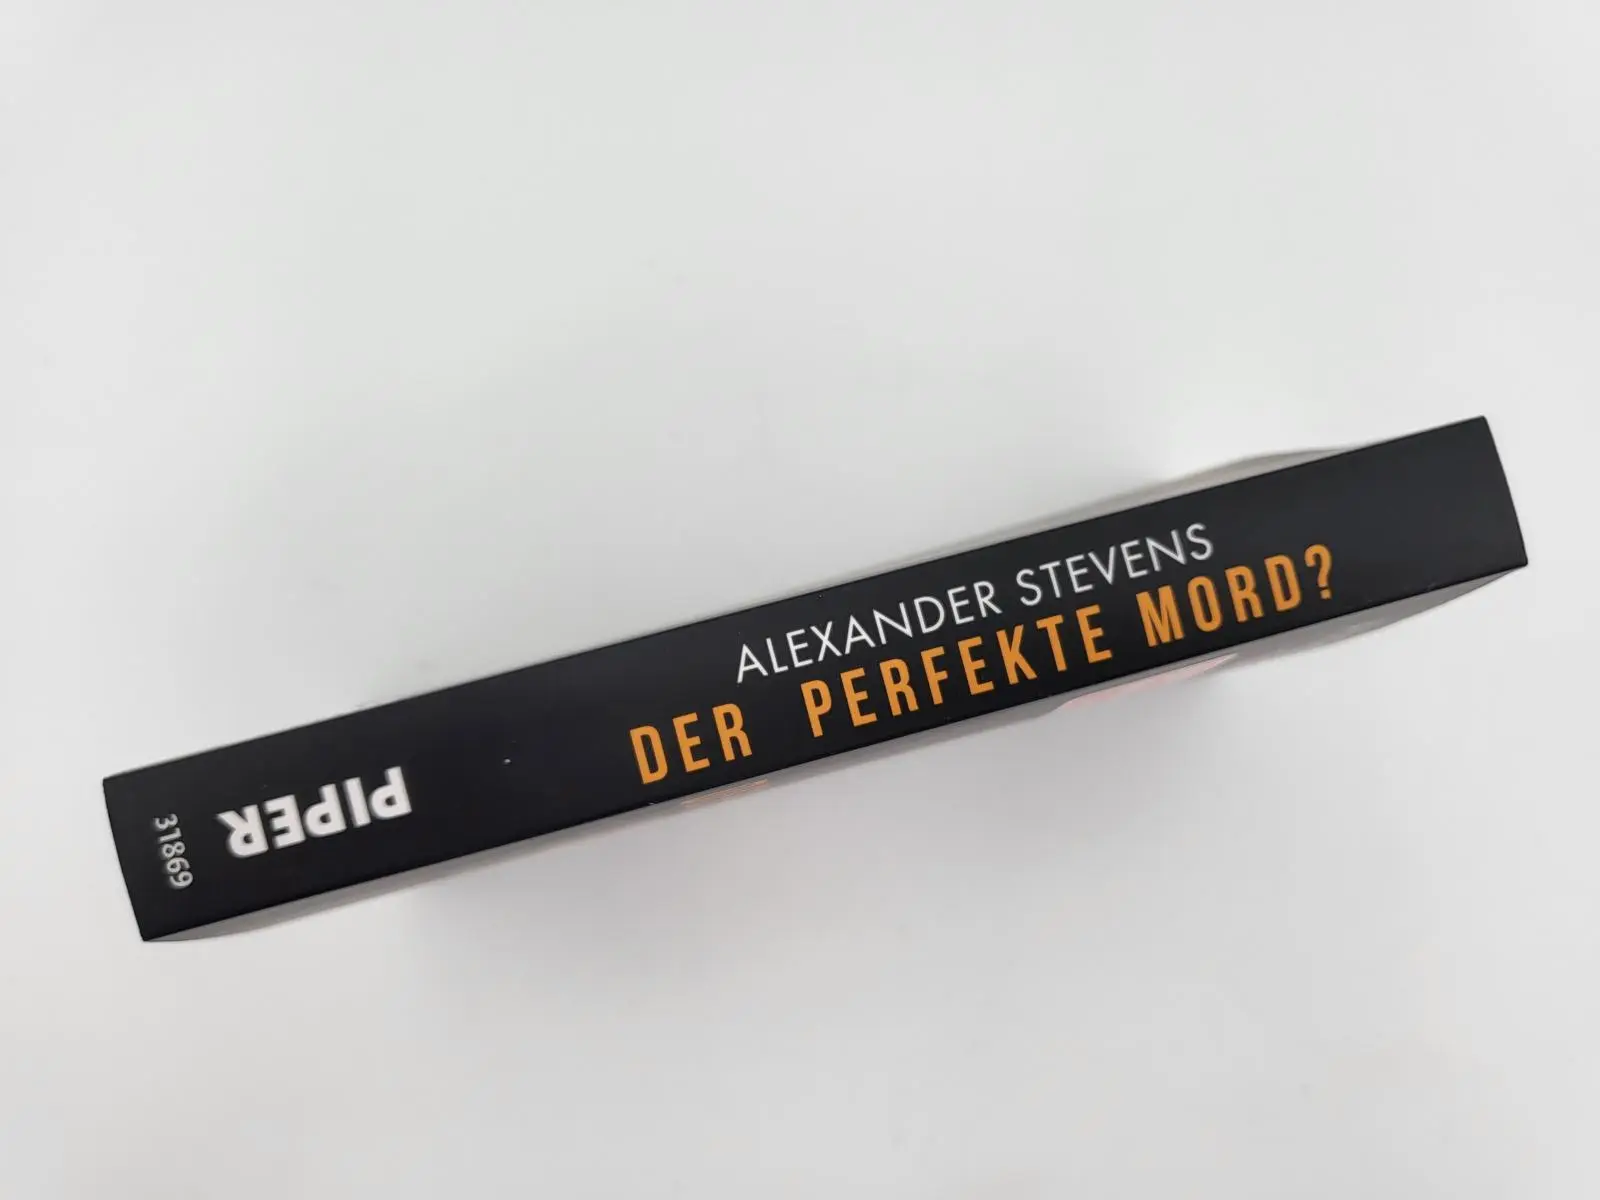 ALEXANDER STEVENS
DER PERFEKTE MORD?
PIPER
31869